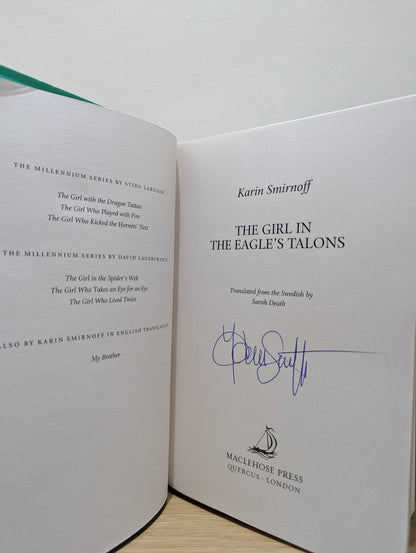 THE MILLENNIUM SERIES BY STIEG LARSSON
The Girl with the Dragon Tattoo
The Girl Who Played with Fire
The Girl Who Kicked the Hornets' Nest
THE MILLENNIUM SERIES BY DAVID LAGERCRANTZ
The Girl in the Spider's Web
The Girl Who Takes an Eye for an Eye
The Girl Who Lived Twice
ALSO BY KARIN SMIRNOFF IN ENGLISH TRANSLATION
My Brother
Karin Smirnoff
THE GIRL IN
THE EAGLE'S TALONS
Translated from the Swedish by
Sarah Death
MACLEHOSE PRESS
QUERCUS . LONDON